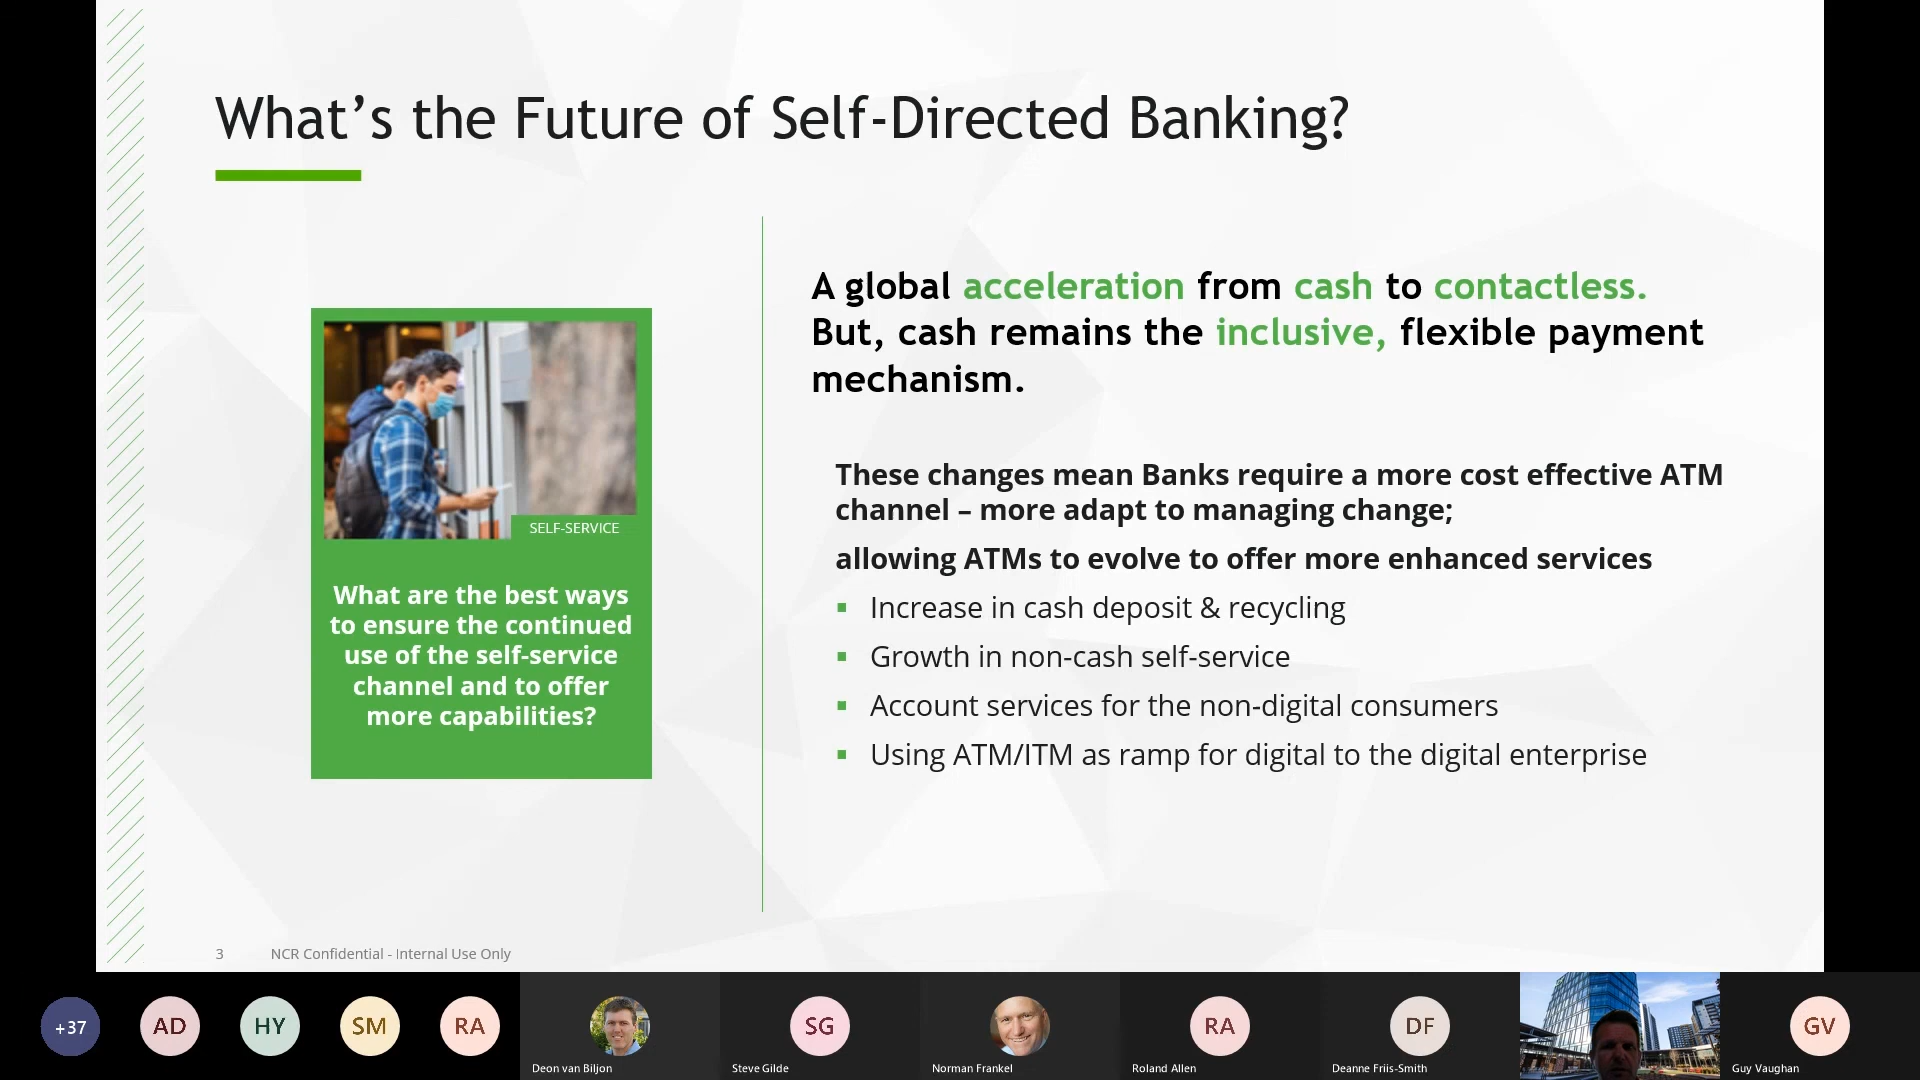 What’s the Future of Self-Directed Banking?
SELF-SERVICE
What are the best ways
to ensure the continued
use of the self-service
channel and to offer
more capabilities?
A global acceleration from cash to contactless.
But, cash remains the inclusive, flexible payment
mechanism.
These changes mean Banks require a more cost effective ATM
channel – more adapt to managing change;
allowing ATMs to evolve to offer more enhanced services
▪ Increase in cash deposit & recycling
▪ Growth in non-cash self-service
▪ Account services for the non-digital consumers
▪ Using ATM/ITM as ramp for digital to the digital enterprise
3 NCR Confidential - Internal Use Only
+37 AD HY SM RA SG RA DF GV
Deon van Biljon Steve Gilde Norman Frankel Roland Allen Deanne Friis-Smith Guy Vaughan